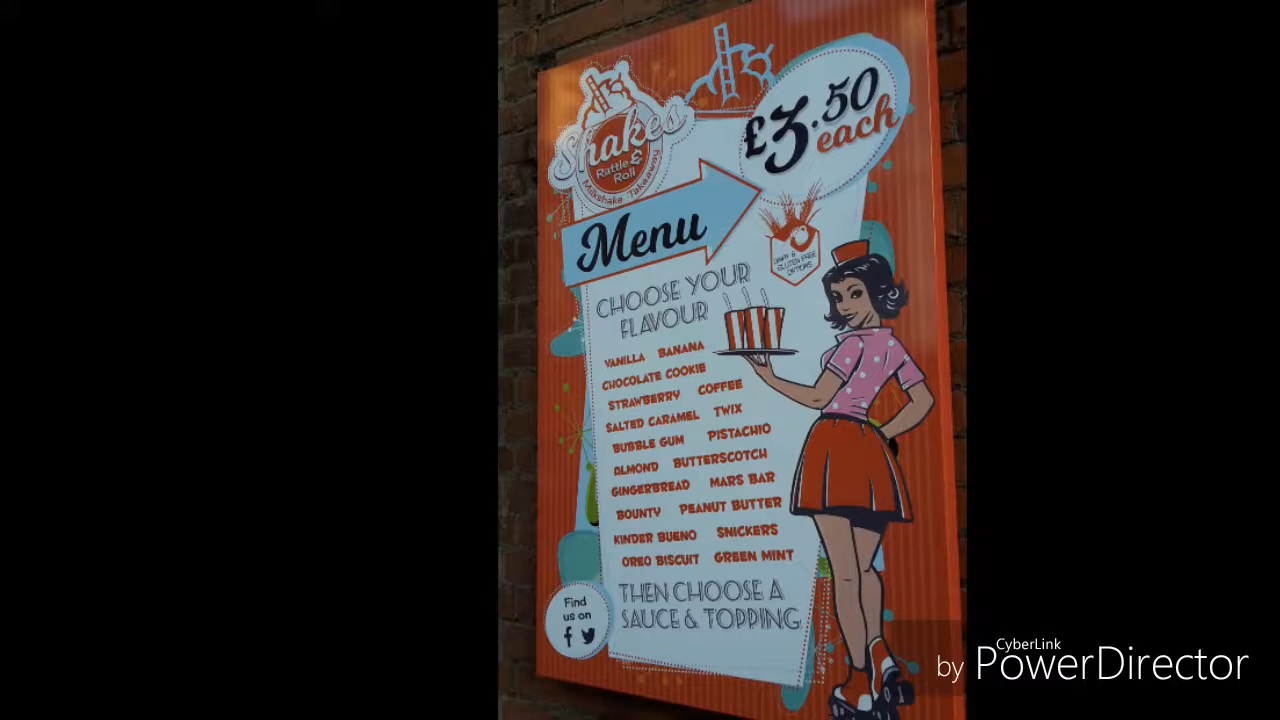 Shakes
Rattle &
Roll
Milkshake Takeaway
£3.50
each
Menu
DAIRY &
GLUTEN FREE
OPTIONS
CHOOSE YOUR
FLAVOUR
VANILLA BANANA
CHOCOLATE COOKIE
STRAWBERRY COFFEE
SALTED CARAMEL TWIX
BUBBLE GUM PISTACHIO
ALMOND BUTTERSCOTCH
GINGERBREAD MARS BAR
BOUNTY PEANUT BUTTER
KINDER BUENO SNICKERS
OREO BISCUIT GREEN MINT
THEN CHOOSE A
SAUCE & TOPPING
Find
us on
by CyberLink
PowerDirector